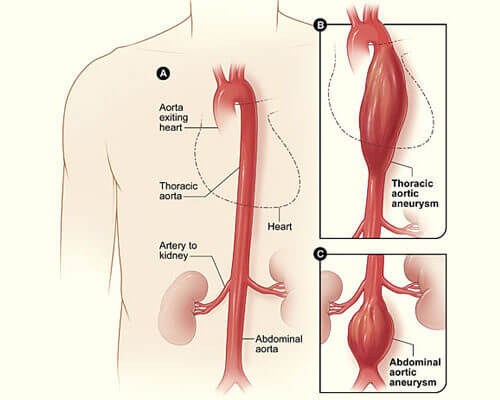 A
Aorta
exiting
heart
Thoracic
aorta
Heart
Artery to
kidney
Abdominal
aorta
B
Thoracic
aortic
aneurysm
C
Abdominal
aortic
aneurysm